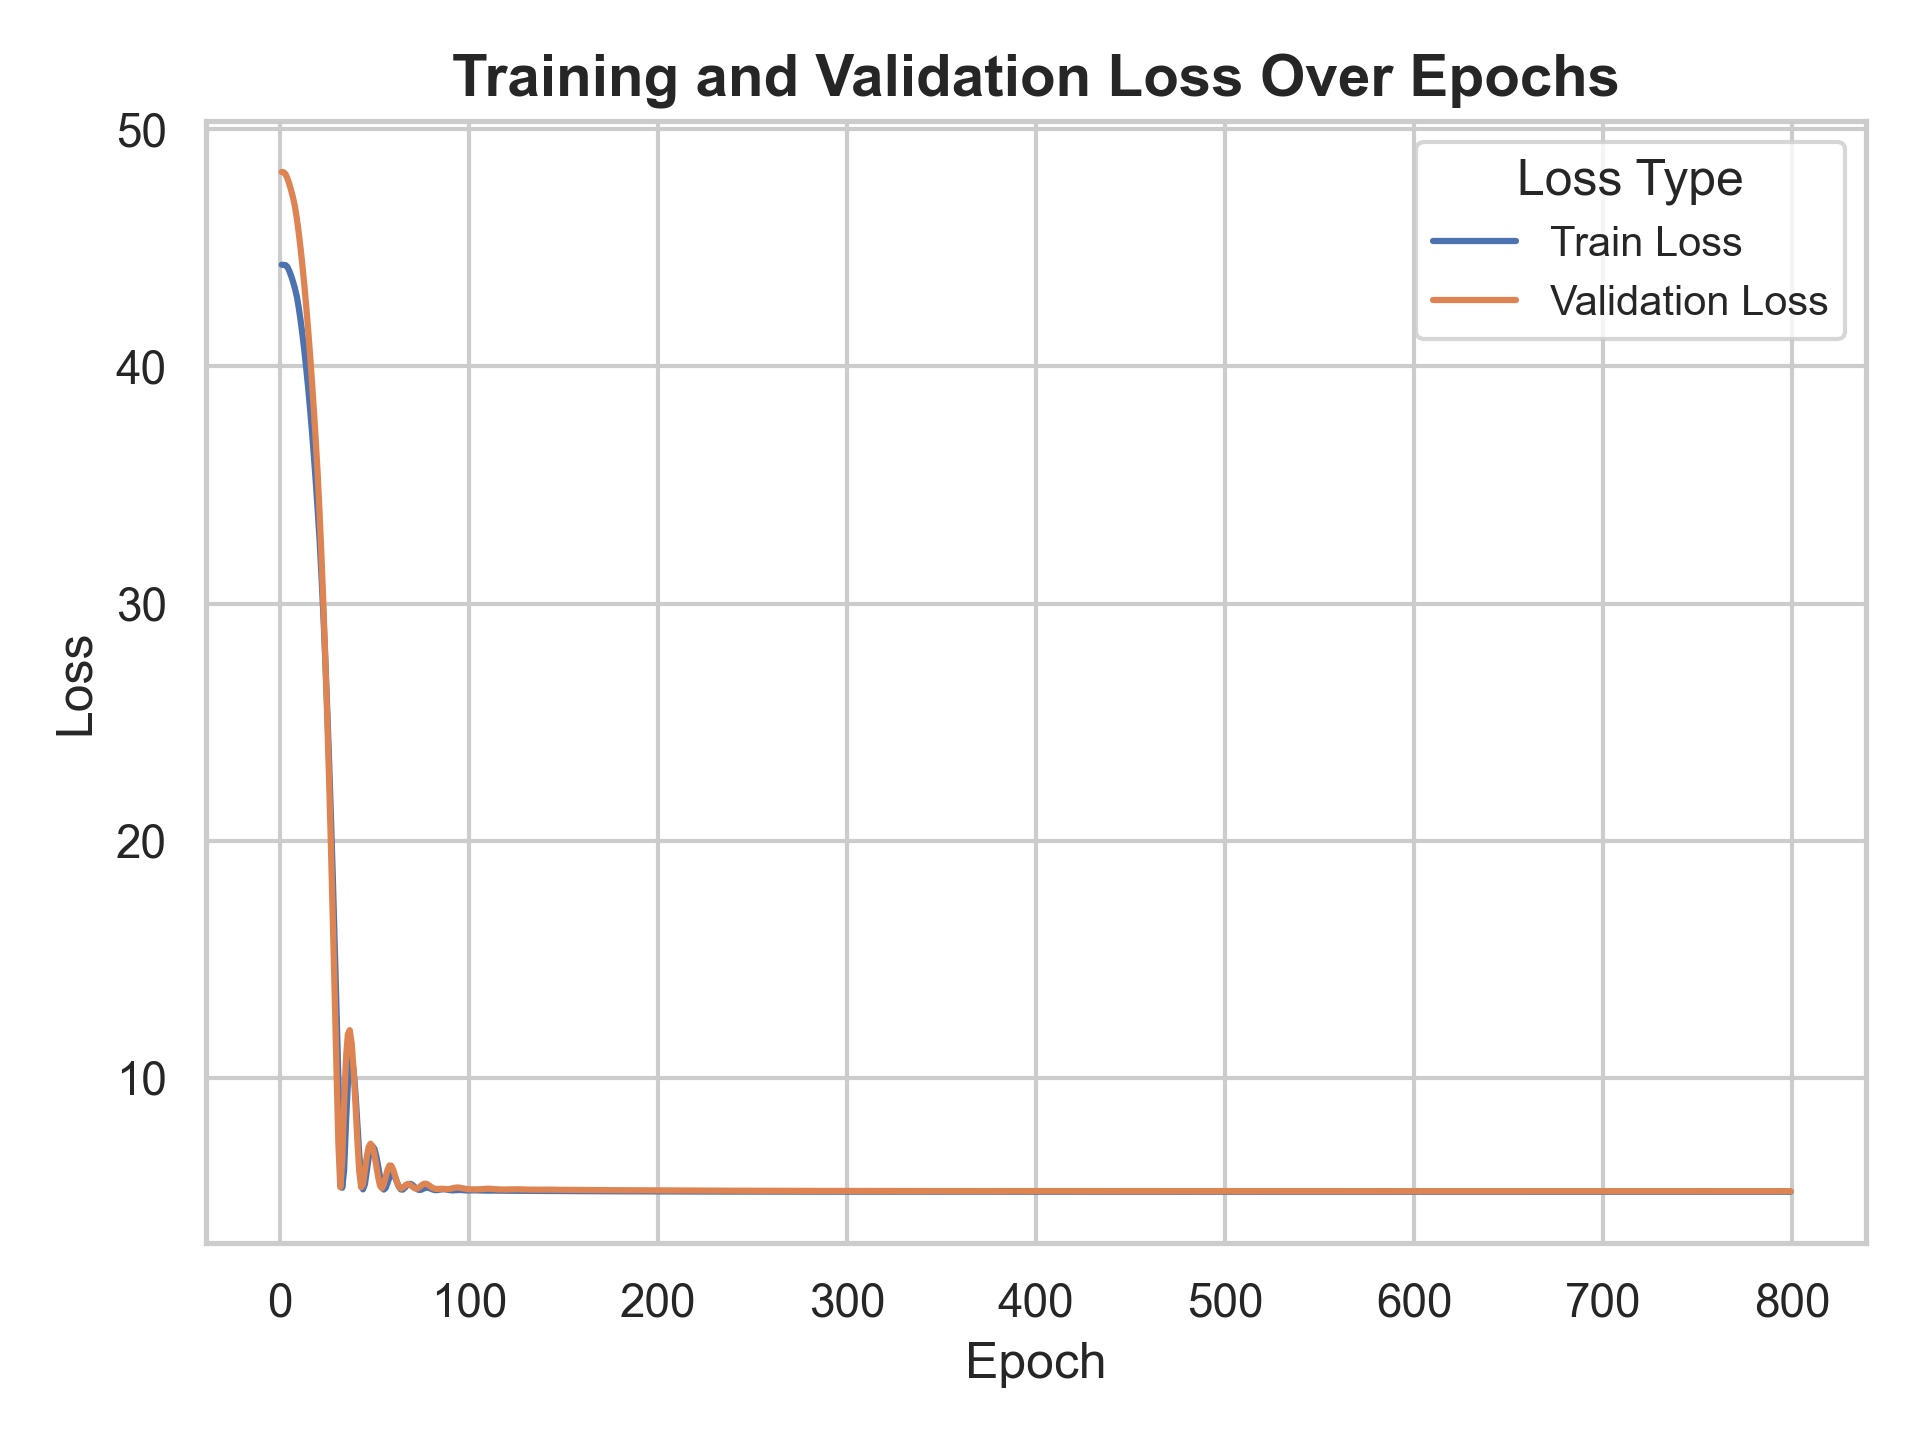 Training and Validation Loss Over Epochs
50
40
30
20
10
Loss
Loss Type
Train Loss
Validation Loss
0 100 200 300 400 500 600 700 800
Epoch